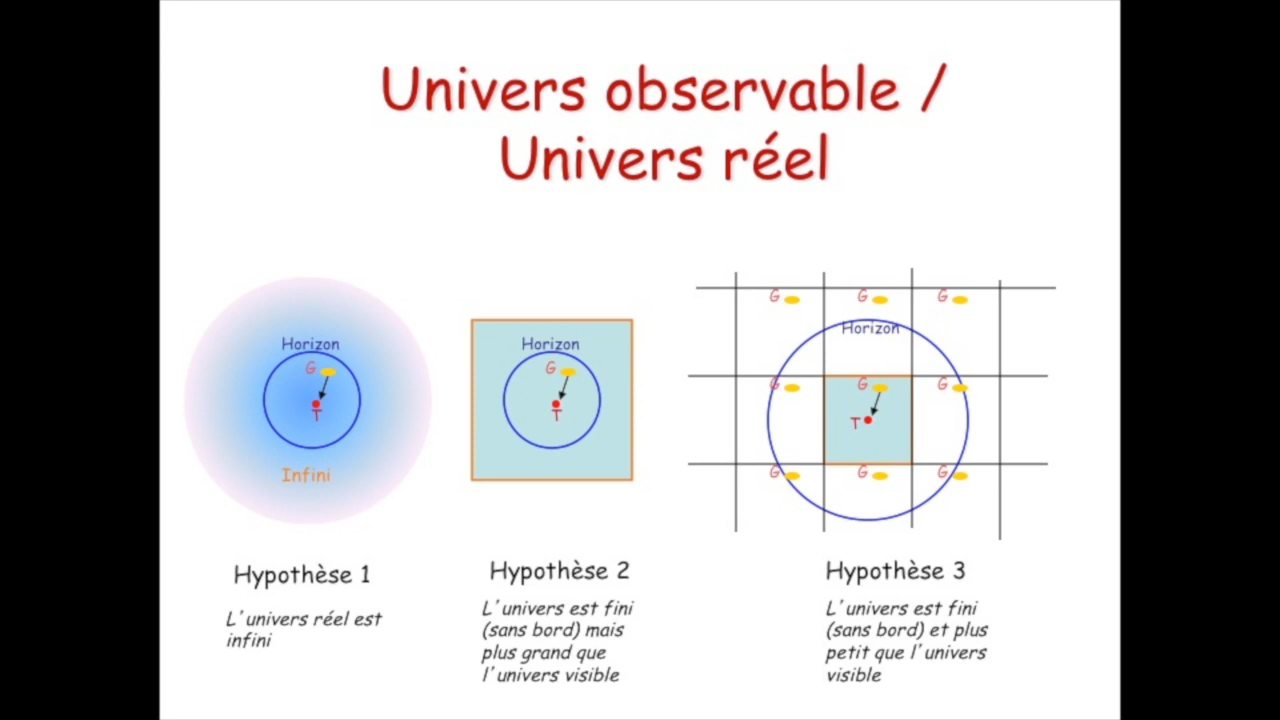 Univers observable /
Univers réel
Horizon
G
T
Infini
Horizon
G
T
G G G
Horizon
G G G
T
G G G
Hypothèse 1
L’univers réel est
infini
Hypothèse 2
L’univers est fini
(sans bord) mais
plus grand que
l’univers visible
Hypothèse 3
L’univers est fini
(sans bord) et plus
petit que l’univers
visible